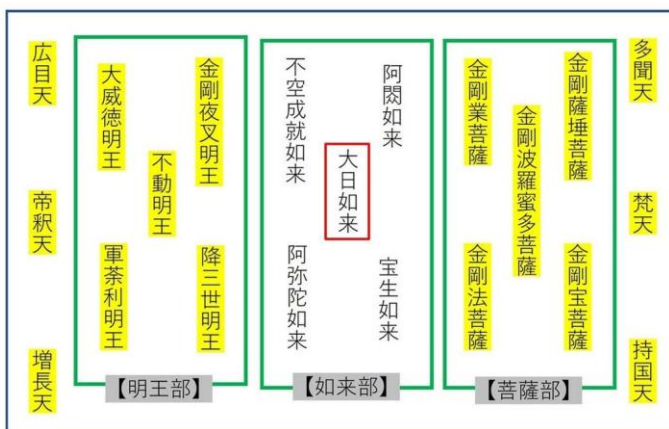 多聞天
梵天
持国天
金剛薩埵菩薩
金剛宝菩薩
金剛波羅蜜多菩薩
金剛業菩薩
金剛法菩薩
【菩薩部】
阿閦如来
宝生如来
大日如来
不空成就如来
阿弥陀如来
【如来部】
金剛夜叉明王
降三世明王
不動明王
大威徳明王
軍荼利明王
【明王部】
広目天
帝釈天
増長天